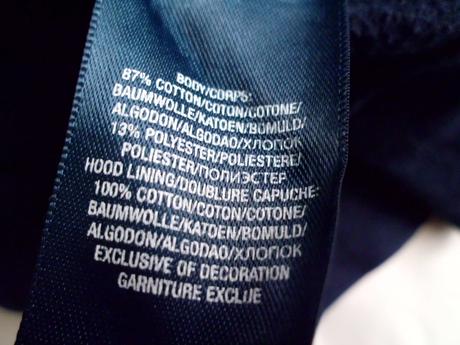 BODY/CORPS:
87% COTTON/COTON/COTONE/
BAUMWOLLE/KATOEN/BOMULD/
ALGODON/ALGODAO/ХЛОПОК
13% POLYESTER/POLIESTERE/
POLIESTER/ПОЛИЭСТЕР
HOOD LINING/DOUBLURE CAPUCHE:
100% COTTON/COTON/COTONE/
BAUMWOLLE/KATOEN/BOMULD/
ALGODON/ALGODAO/ХЛОПОК
EXCLUSIVE OF DECORATION
GARNITURE EXCLUE